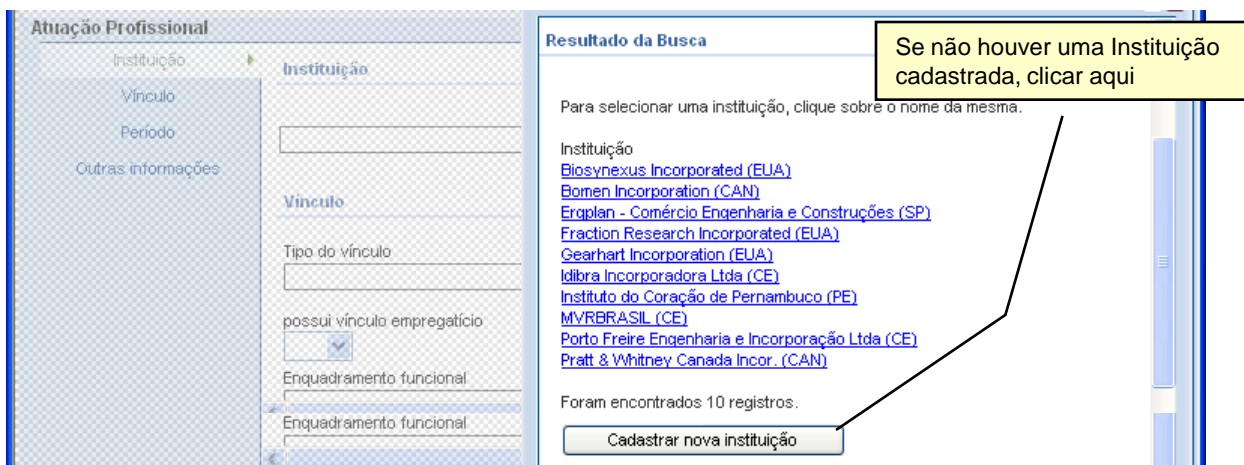 Atuação Profissional
Instituição
Vínculo
Período
Outras informações
Instituição
Vínculo
Tipo do vínculo
possui vínculo empregatício
Enquadramento funcional
Enquadramento funcional
Resultado da Busca
Se não houver uma Instituição
cadastrada, clicar aqui
Para selecionar uma instituição, clique sobre o nome da mesma.
Instituição
Biosynexus Incorporated (EUA)
Bomen Incorporation (CAN)
Ergplan - Comércio Engenharia e Construções (SP)
Fraction Research Incorporated (EUA)
Gearhart Incorporation (EUA)
Idibra Incorporadora Ltda (CE)
Instituto do Coração de Pernambuco (PE)
MVRBRASIL (CE)
Porto Freire Engenharia e Incorporação Ltda (CE)
Pratt & Whitney Canada Incor. (CAN)
Foram encontrados 10 registros.
Cadastrar nova instituição